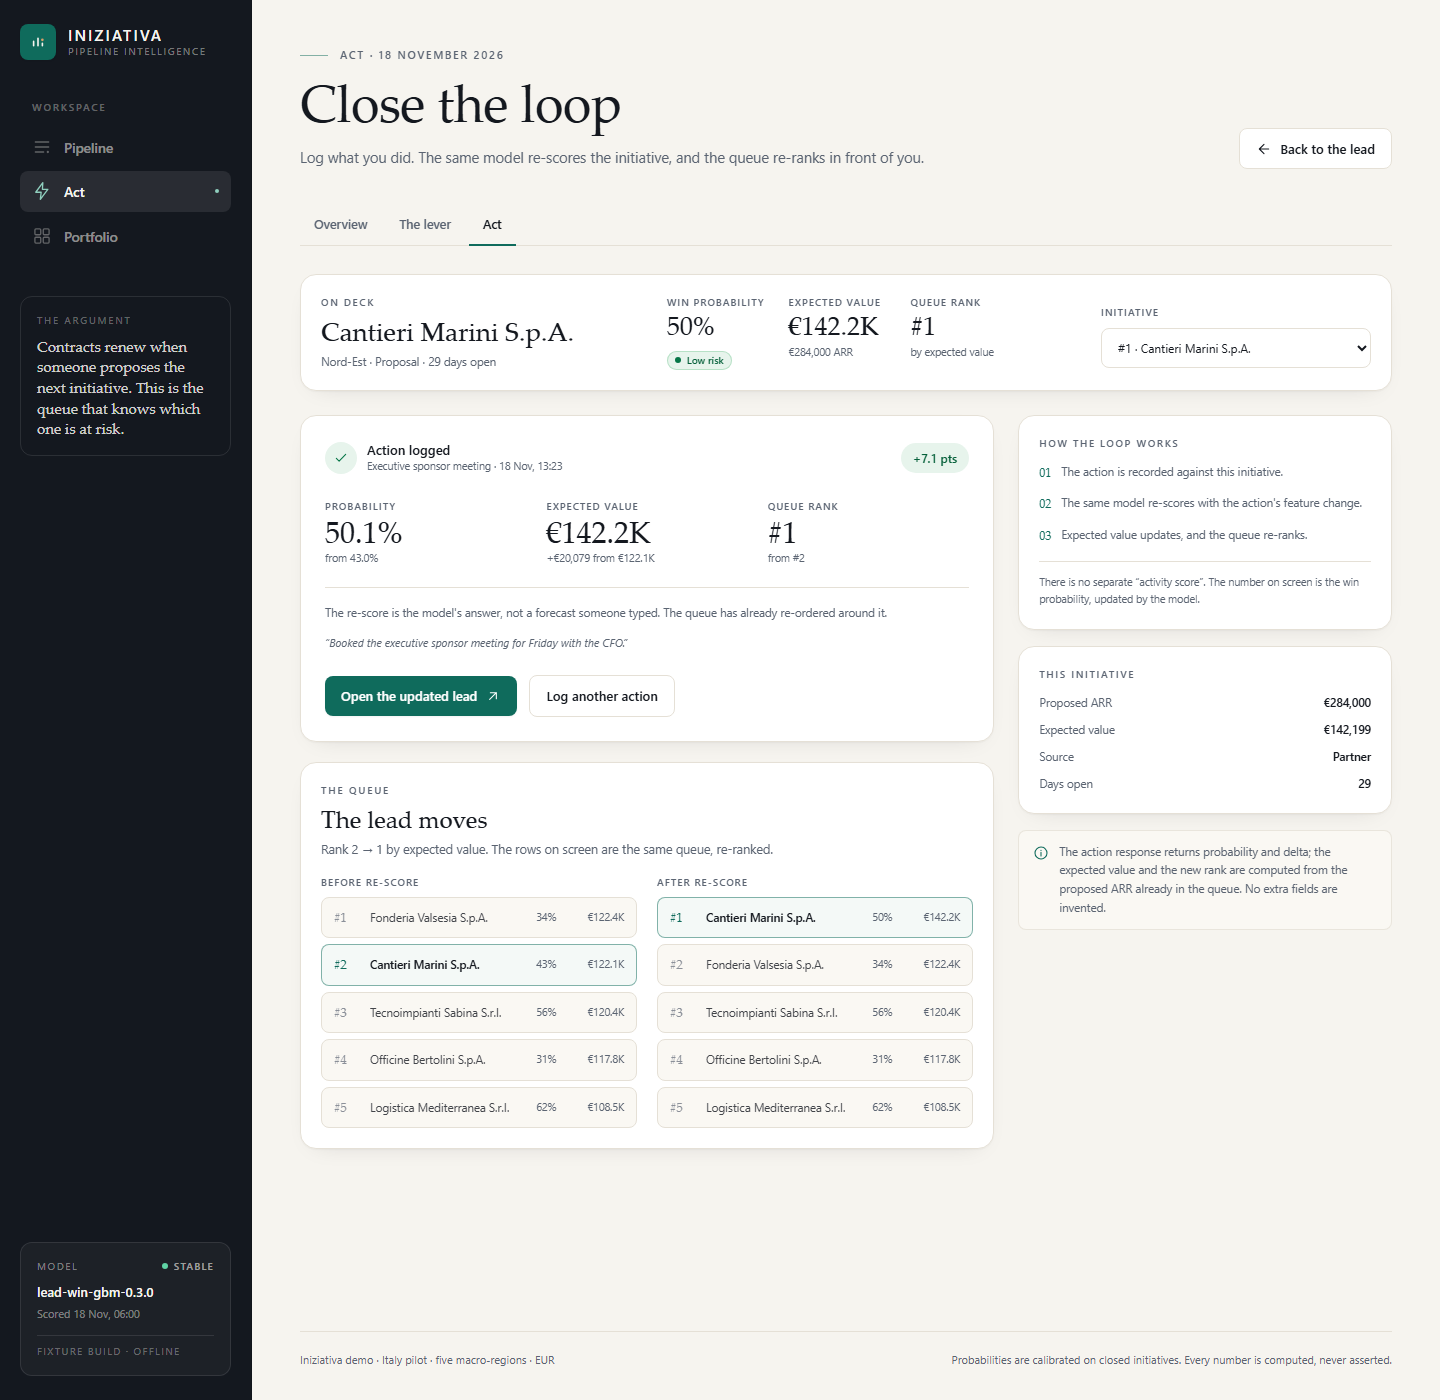 INIZIATIVA
PIPELINE INTELLIGENCE
WORKSPACE
Pipeline
Act
Portfolio
THE ARGUMENT
Contracts renew when
someone proposes the
next initiative. This is the
queue that knows which
one is at risk.
MODEL
STABLE
lead-win-gbm-0.3.0
Scored 18 Nov, 06:00
FIXTURE BUILD · OFFLINE
ACT · 18 NOVEMBER 2026
Close the loop
Log what you did. The same model re-scores the initiative, and the queue re-ranks in front of you.
Back to the lead
Overview
The lever
Act
ON DECK
Cantieri Marini S.p.A.
Nord-Est · Proposal · 29 days open
WIN PROBABILITY
50%
Low risk
EXPECTED VALUE
€142.2K
€284,000 ARR
QUEUE RANK
#1
by expected value
INITIATIVE
#1 · Cantieri Marini S.p.A.
Action logged
Executive sponsor meeting · 18 Nov, 13:23
+7.1 pts
PROBABILITY
50.1%
from 43.0%
EXPECTED VALUE
€142.2K
+€20,079 from €122.1K
QUEUE RANK
#1
from #2
The re-score is the model's answer, not a forecast someone typed. The queue has already re-ordered around it.
"Booked the executive sponsor meeting for Friday with the CFO."
Open the updated lead
Log another action
THE QUEUE
The lead moves
Rank 2 → 1 by expected value. The rows on screen are the same queue, re-ranked.
BEFORE RE-SCORE
#1 Fonderia Valsesia S.p.A. 34% €122.4K
#2 Cantieri Marini S.p.A. 43% €122.1K
#3 Tecnoimpianti Sabina S.r.l. 56% €120.4K
#4 Officine Bertolini S.p.A. 31% €117.8K
#5 Logistica Mediterranea S.r.l. 62% €108.5K
AFTER RE-SCORE
#1 Cantieri Marini S.p.A. 50% €142.2K
#2 Fonderia Valsesia S.p.A. 34% €122.4K
#3 Tecnoimpianti Sabina S.r.l. 56% €120.4K
#4 Officine Bertolini S.p.A. 31% €117.8K
#5 Logistica Mediterranea S.r.l. 62% €108.5K
HOW THE LOOP WORKS
01 The action is recorded against this initiative.
02 The same model re-scores with the action's feature change.
03 Expected value updates, and the queue re-ranks.
There is no separate "activity score". The number on screen is the win
probability, updated by the model.
THIS INITIATIVE
Proposed ARR €284,000
Expected value €142,199
Source Partner
Days open 29
The action response returns probability and delta; the
expected value and the new rank are computed from the
proposed ARR already in the queue. No extra fields are
invented.
Iniziativa demo · Italy pilot · five macro-regions · EUR
Probabilities are calibrated on closed initiatives. Every number is computed, never asserted.